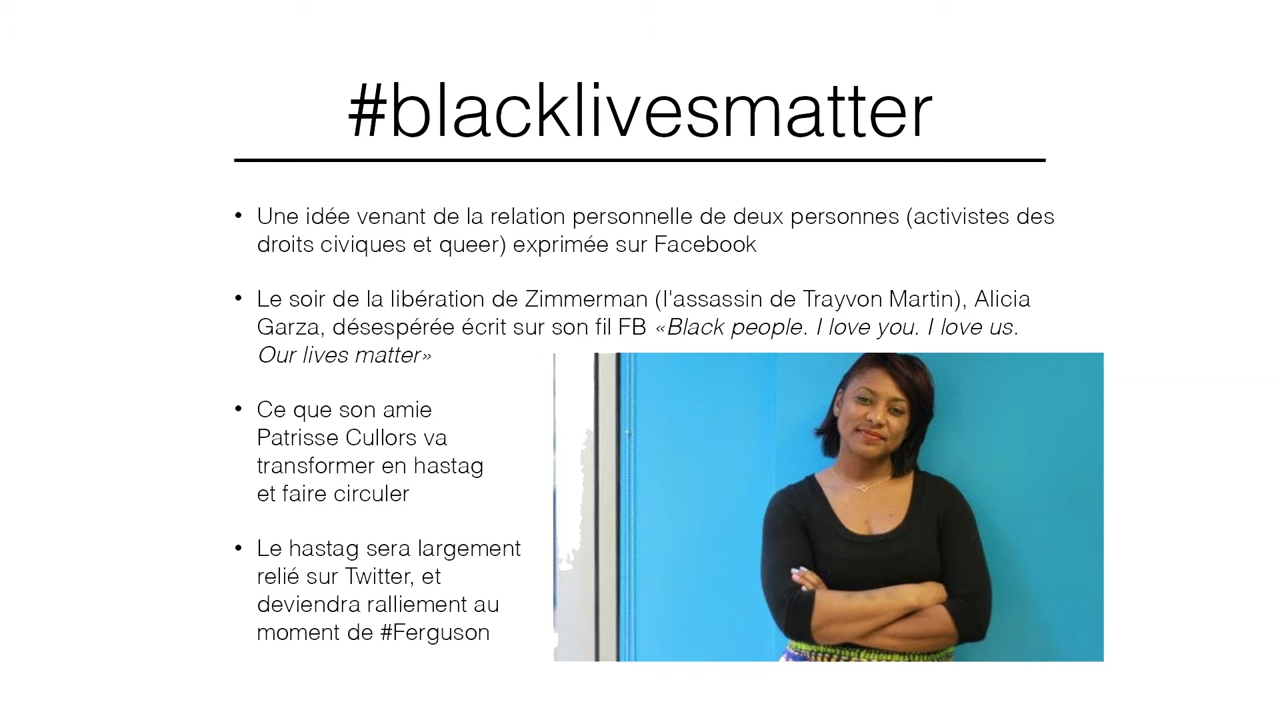 #blacklivesmatter
• Une idée venant de la relation personnelle de deux personnes (activistes des
droits civiques et queer) exprimée sur Facebook
• Le soir de la libération de Zimmerman (l'assassin de Trayvon Martin), Alicia
Garza, désespérée écrit sur son fil FB «Black people. I love you. I love us.
Our lives matter»
• Ce que son amie
Patrisse Cullors va
transformer en hastag
et faire circuler
• Le hastag sera largement
relié sur Twitter, et
deviendra ralliement au
moment de #Ferguson